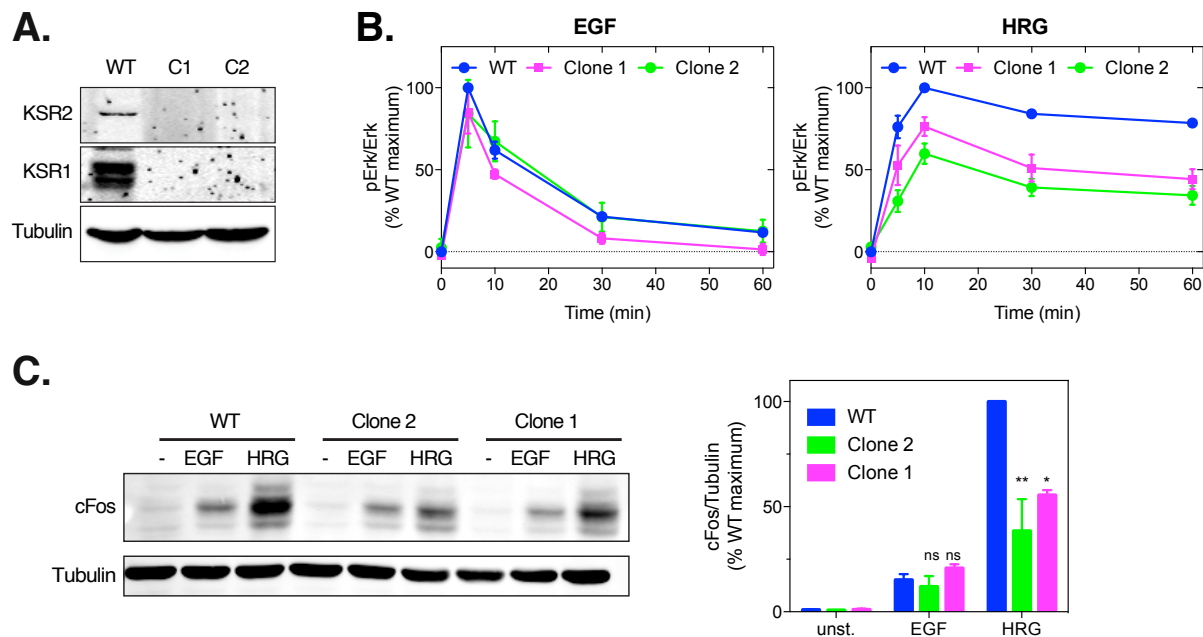 A.
WT C1 C2
KSR2
KSR1
Tubulin
B.
EGF
WT Clone 1 Clone 2
100
50
0
pErk/Erk
(% WT maximum)
0 10 20 30 40 50 60
Time (min)
HRG
WT Clone 1 Clone 2
100
50
0
pErk/Erk
(% WT maximum)
0 10 20 30 40 50 60
Time (min)
C.
WT Clone 2 Clone 1
- EGF HRG - EGF HRG - EGF HRG
cFos
Tubulin
100
50
0
cFos/Tubulin
(% WT maximum)
WT
Clone 2
Clone 1
ns ns ** *
unst. EGF HRG